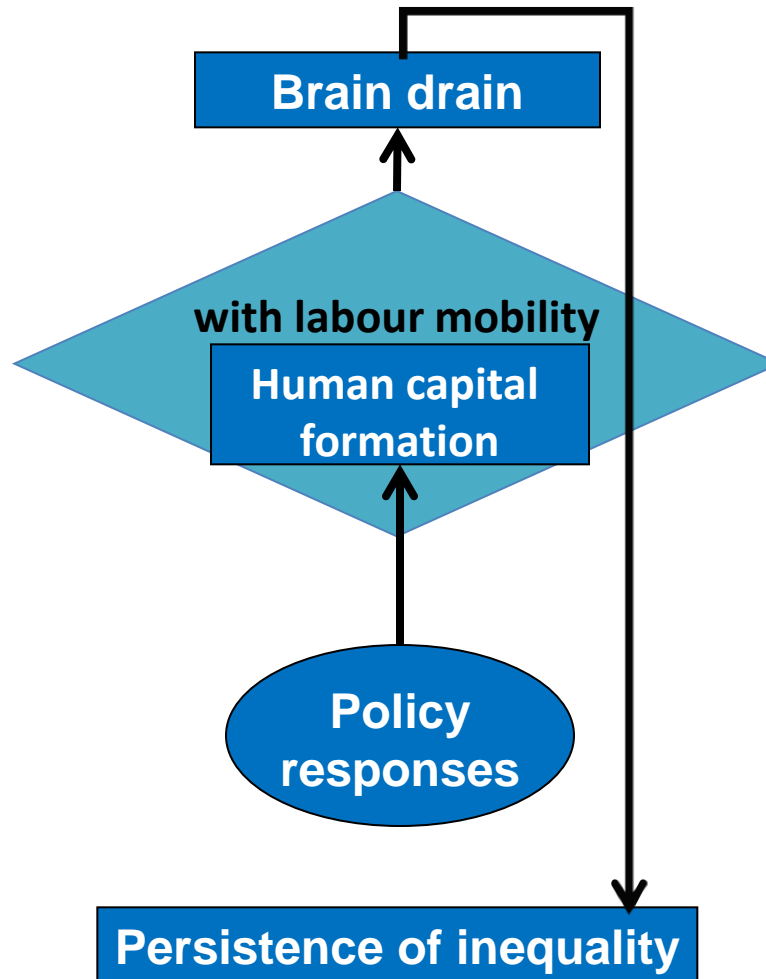 Brain drain
with labour mobility
Human capital
formation
Policy
responses
Persistence of inequality